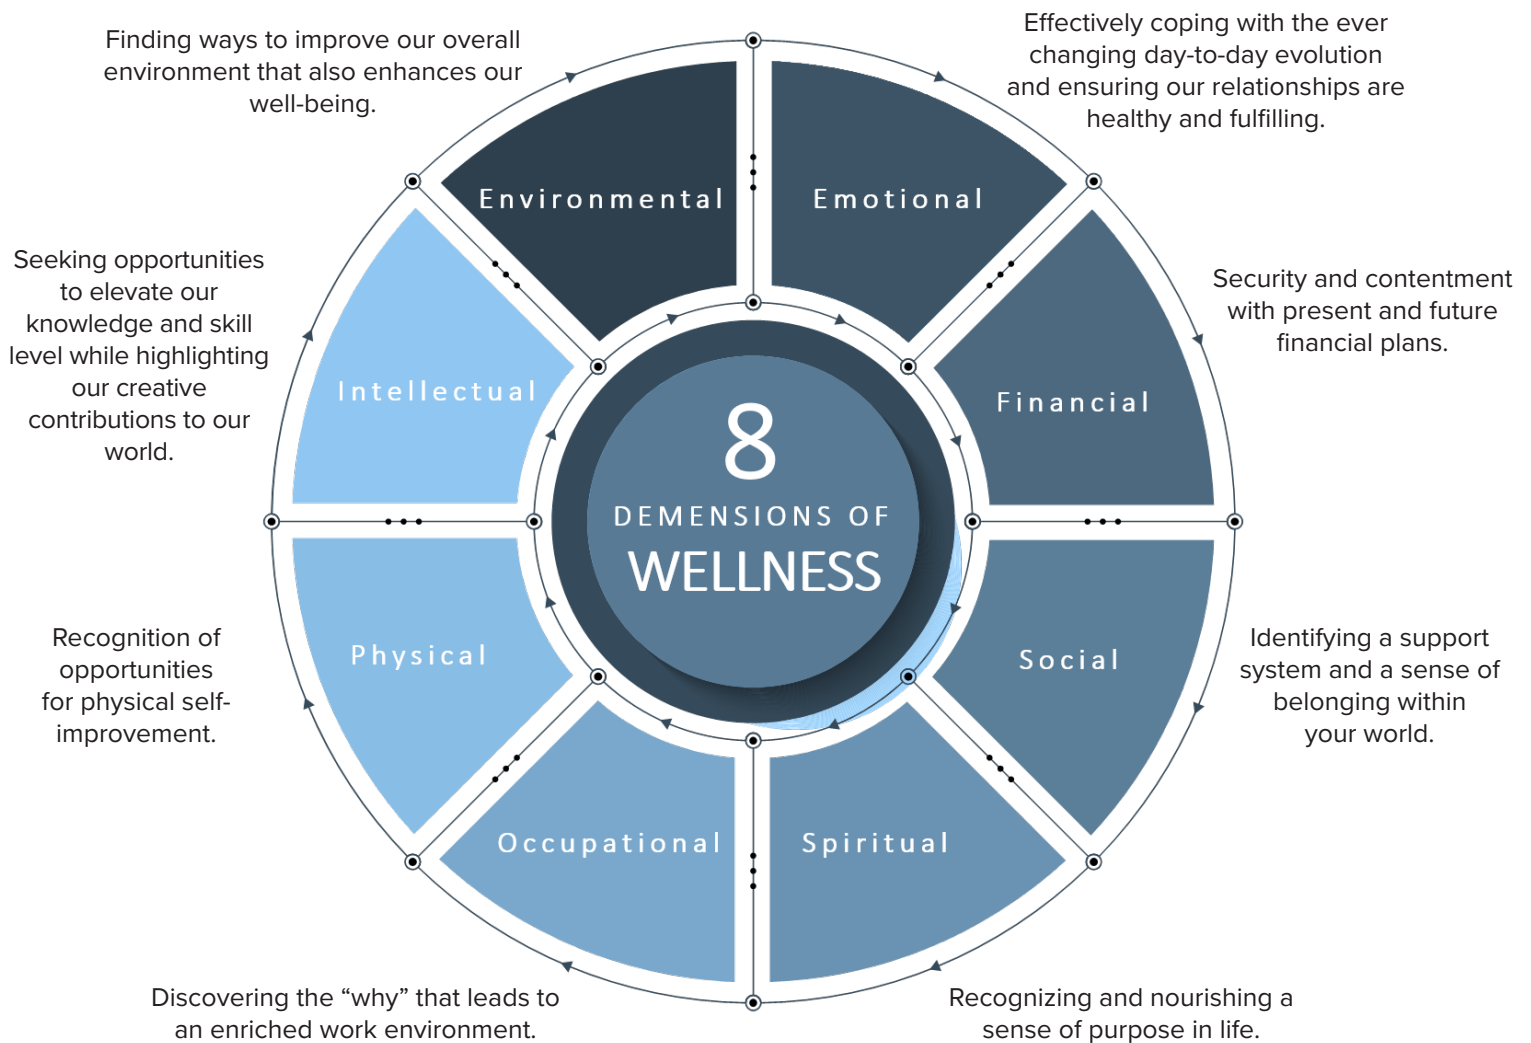 Finding ways to improve our overall
environment that also enhances our
well-being.
Effectively coping with the ever
changing day-to-day evolution
and ensuring our relationships are
healthy and fulfilling.
Environmental
Emotional
Seeking opportunities
to elevate our
knowledge and skill
level while highlighting
our creative
contributions to our
world.
Intellectual
Financial
Security and contentment
with present and future
financial plans.
8
DEMENSIONS OF
WELLNESS
Recognition of
opportunities
for physical self-
improvement.
Physical
Social
Identifying a support
system and a sense of
belonging within
your world.
Occupational
Spiritual
Discovering the “why” that leads to
an enriched work environment.
Recognizing and nourishing a
sense of purpose in life.